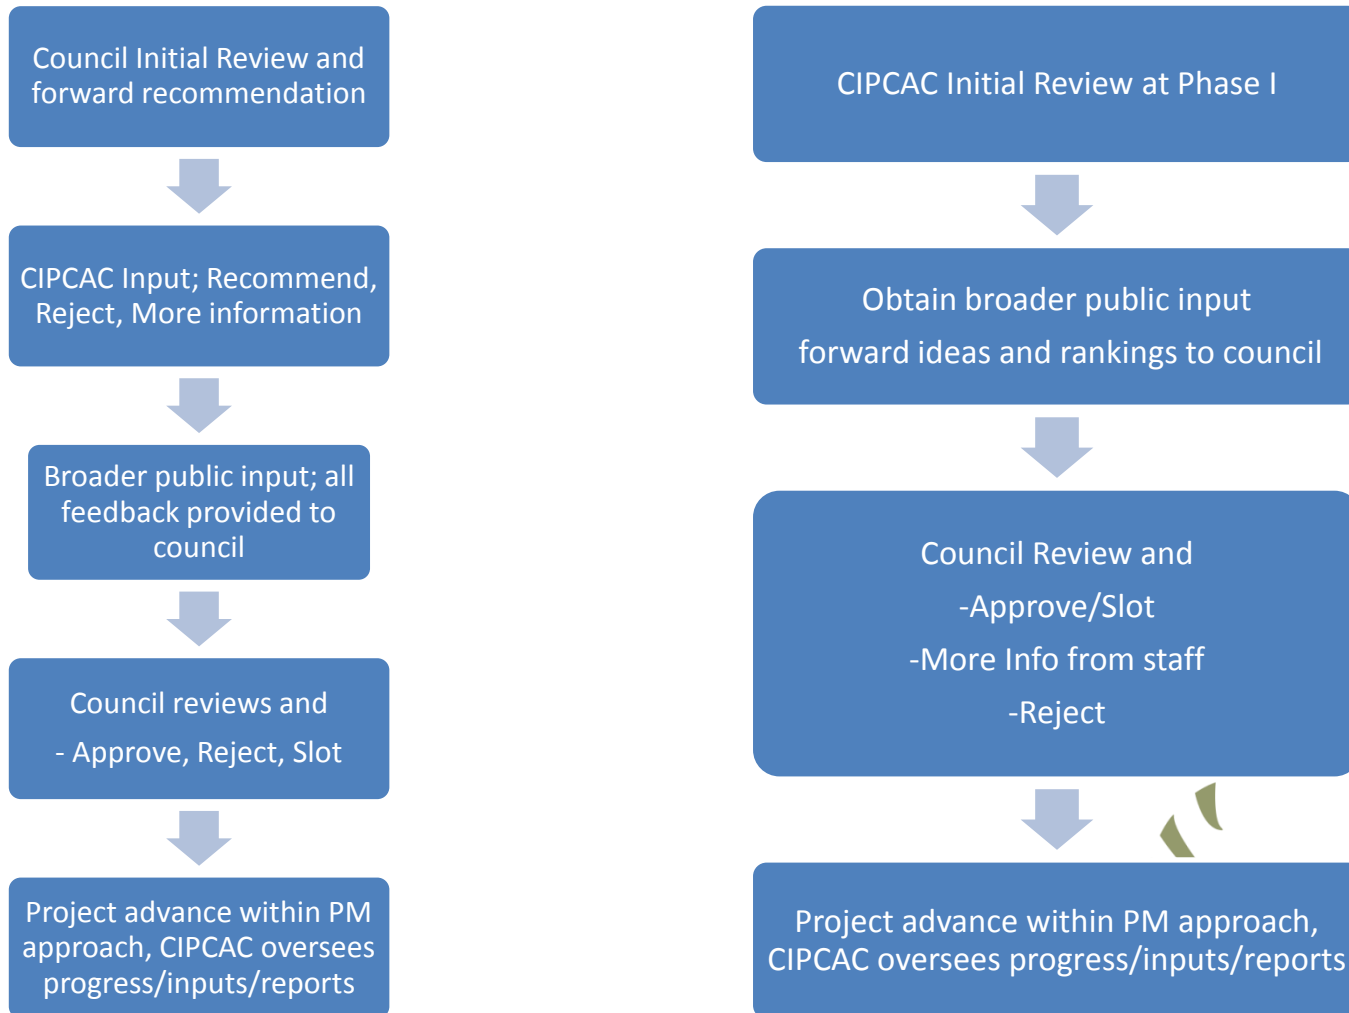 Council Initial Review and
forward recommendation
CIPCAC Input; Recommend,
Reject, More information
Broader public input; all
feedback provided to
council
Council reviews and
- Approve, Reject, Slot
Project advance within PM
approach, CIPCAC oversees
progress/inputs/reports
CIPCAC Initial Review at Phase I
Obtain broader public input
forward ideas and rankings to council
Council Review and
-Approve/Slot
-More Info from staff
-Reject
Project advance within PM approach,
CIPCAC oversees progress/inputs/reports